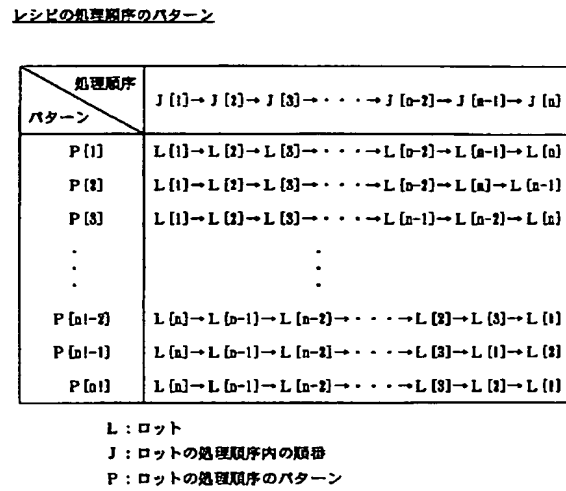 レシピの処理順序のパターン
処理順序
パターン
J [1]→ J [2]→ J [3]→・・・・→ J [n-2]→ J [n-1]→ J [n]
P [1] L [1]→ L [2]→ L [3]→・・・・→ L [n-2]→ L [n-1]→ L [n]
P [2] L [1]→ L [2]→ L [3]→・・・・→ L [n-2]→ L [n]→ L [n-1]
P [3] L [1]→ L [2]→ L [3]→・・・・→ L [n-1]→ L [n-2]→ L [n]
P [n!-2] L [n]→ L [n-1]→ L [n-2]→・・・・→ L [2]→ L [3]→ L [1]
P [n!-1] L [n]→ L [n-1]→ L [n-2]→・・・・→ L [3]→ L [1]→ L [2]
P [n!] L [n]→ L [n-1]→ L [n-2]→・・・・→ L [3]→ L [2]→ L [1]
L : ロット
J : ロットの処理順序内の順番
P : ロットの処理順序のパターン